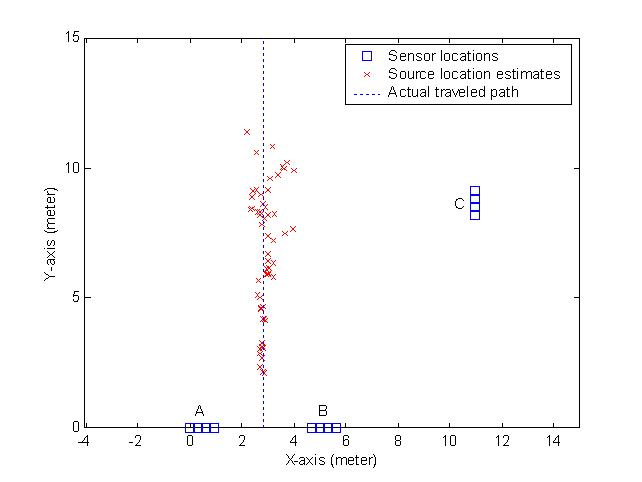 15
Sensor locations
Source location estimates
Actual traveled path
10
C
Y-axis (meter)
5
A
B
0
-4 -2 0 2 4 6 8 10 12 14
X-axis (meter)